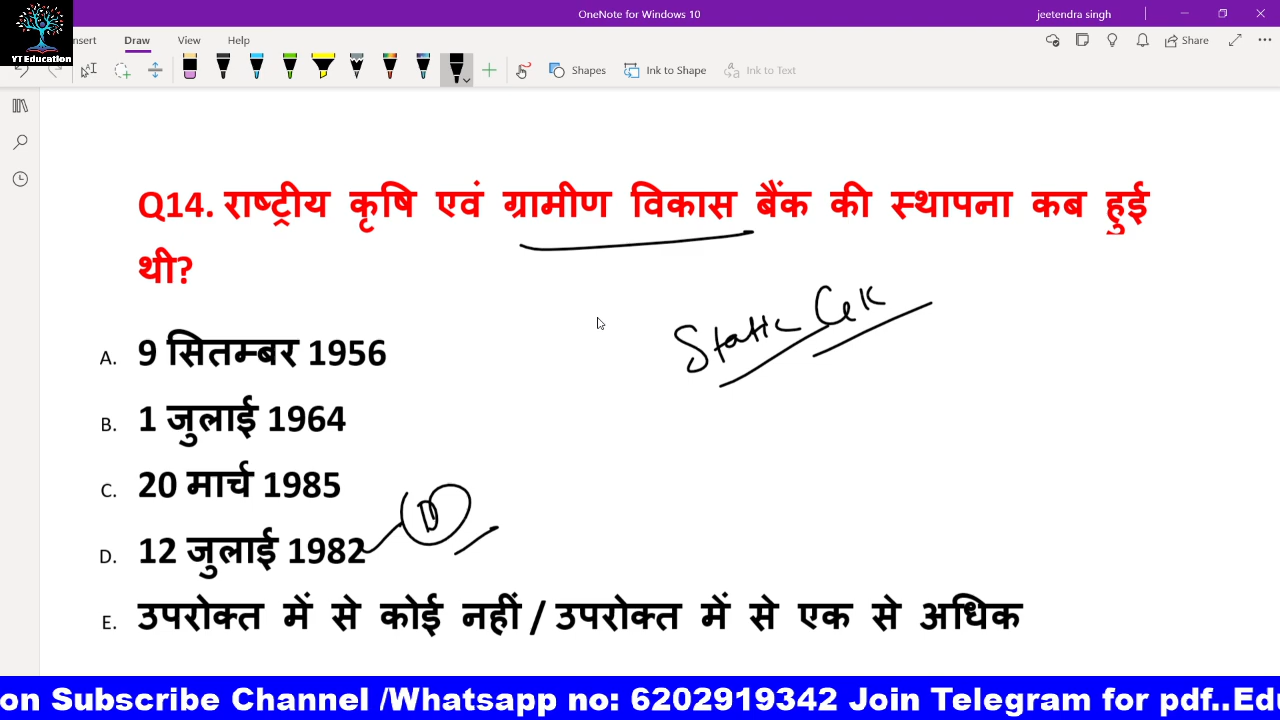 OneNote for Windows 10
jeetendra singh
YT Education
nsert
Draw
View
Help
Shapes
Ink to Shape
Ink to Text
Share
Q14. राष्ट्रीय कृषि एवं ग्रामीण विकास बैंक की स्थापना कब हुई
थी?
Static GK
A. 9 सितम्बर 1956
B. 1 जुलाई 1964
C. 20 मार्च 1985
D
D. 12 जुलाई 1982
E. उपरोक्त में से कोई नहीं / उपरोक्त में से एक से अधिक
on Subscribe Channel /Whatsapp no: 6202919342 Join Telegram for pdf..Edu